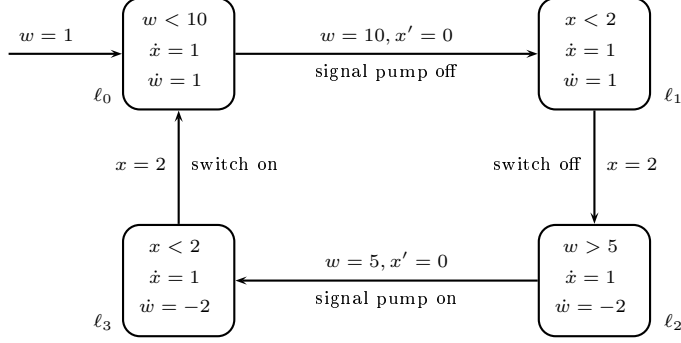 w = 1
w < 10
ẋ = 1
ẇ = 1
ℓ₀
w = 10, x′ = 0
signal pump off
x < 2
ẋ = 1
ẇ = 1
ℓ₁
x = 2
switch on
switch off
x = 2
x < 2
ẋ = 1
ẇ = −2
ℓ₃
w = 5, x′ = 0
signal pump on
w > 5
ẋ = 1
ẇ = −2
ℓ₂